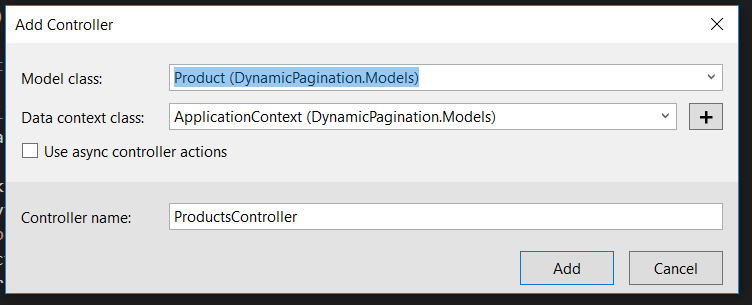 Add Controller
Model class: Product (DynamicPagination.Models)
Data context class: ApplicationContext (DynamicPagination.Models)
Use async controller actions
Controller name: ProductsController
Add Cancel